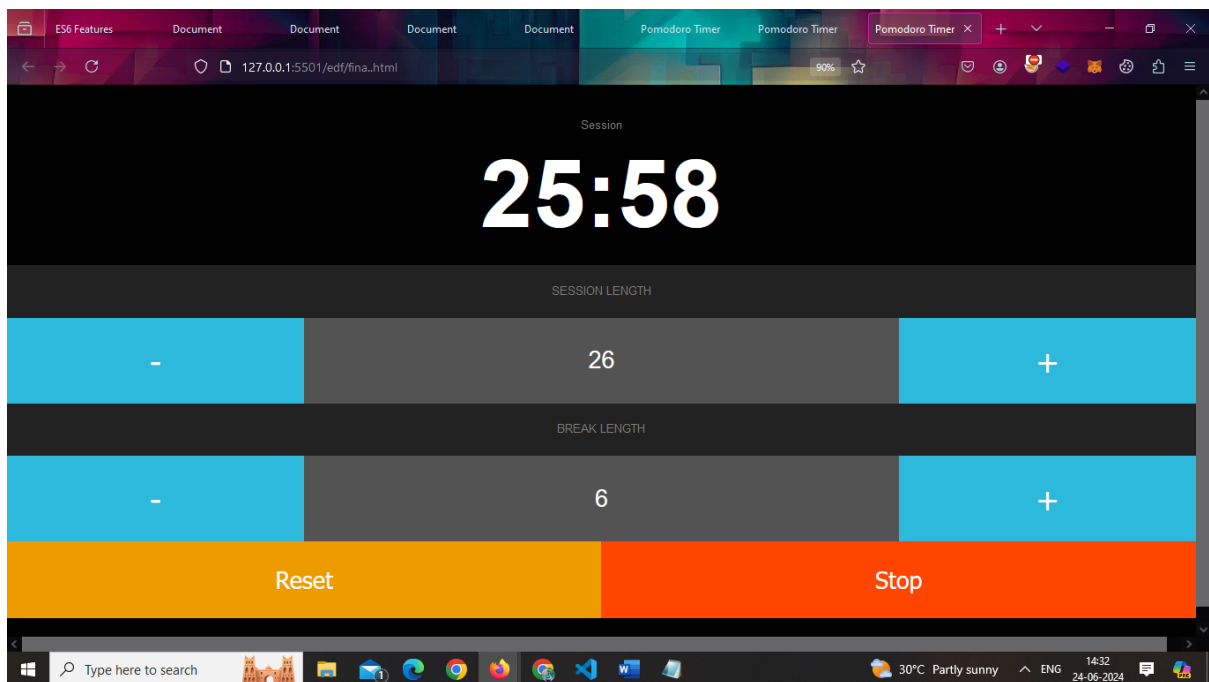 ES6 Features Document Document Document Document Pomodoro Timer Pomodoro Timer Pomodoro Timer
127.0.0.1:5501/edf/fina..html 90%
Session
25:58
SESSION LENGTH
- 26 +
BREAK LENGTH
- 6 +
Reset Stop
Type here to search 1 30°C Partly sunny ENG 14:32
24-06-2024